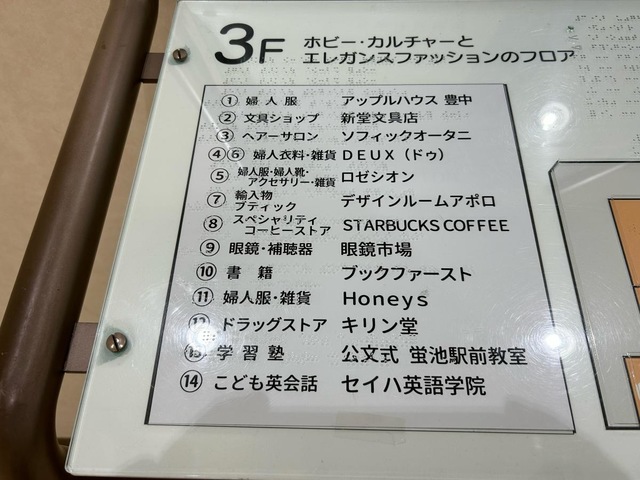 3F ホビー・カルチャーと
エレガンスファッションのフロア
① 婦人服 アップルハウス 豊中
② 文具ショップ 新堂文具店
③ ヘアーサロン ソフィックオータニ
④⑥ 婦人衣料・雑貨 DEUX（ドゥ）
⑤ 婦人服・婦人靴・
アクセサリー・雑貨 ロゼシオン
⑦ 輸入物
ブティック デザインルームアポロ
⑧ スペシャリティ
コーヒーストア STARBUCKS COFFEE
⑨ 眼鏡・補聴器 眼鏡市場
⑩ 書籍 ブックファースト
⑪ 婦人服・雑貨 Honeys
⑫ ドラッグストア キリン堂
⑬ 学習塾 公文式 蛍池駅前教室
⑭ こども英会話 セイハ英語学院